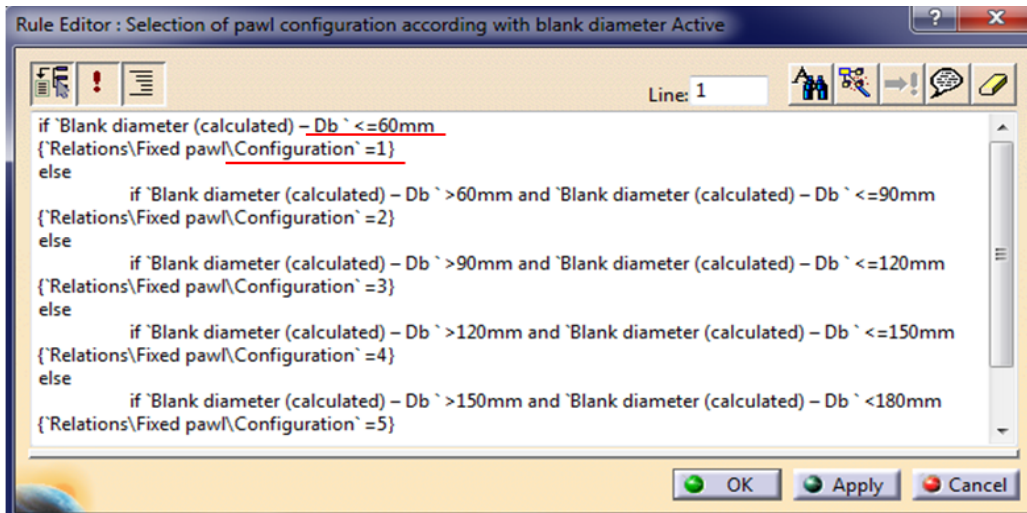 Rule Editor : Selection of pawl configuration according with blank diameter Active
Line: 1
if `Blank diameter (calculated) – Db ` <=60mm
{`Relations\Fixed pawl\Configuration` =1}
else
if `Blank diameter (calculated) – Db ` >60mm and `Blank diameter (calculated) – Db ` <=90mm
{`Relations\Fixed pawl\Configuration` =2}
else
if `Blank diameter (calculated) – Db ` >90mm and `Blank diameter (calculated) – Db ` <=120mm
{`Relations\Fixed pawl\Configuration` =3}
else
if `Blank diameter (calculated) – Db ` >120mm and `Blank diameter (calculated) – Db ` <=150mm
{`Relations\Fixed pawl\Configuration` =4}
else
if `Blank diameter (calculated) – Db ` >150mm and `Blank diameter (calculated) – Db ` <180mm
{`Relations\Fixed pawl\Configuration` =5}
OK Apply Cancel